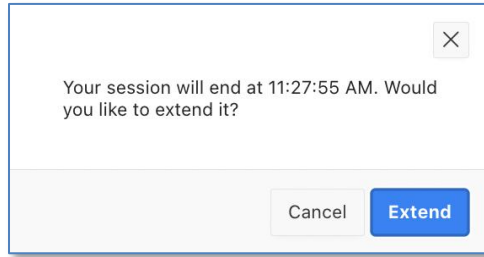 Your session will end at 11:27:55 AM. Would
you like to extend it?
Cancel
Extend